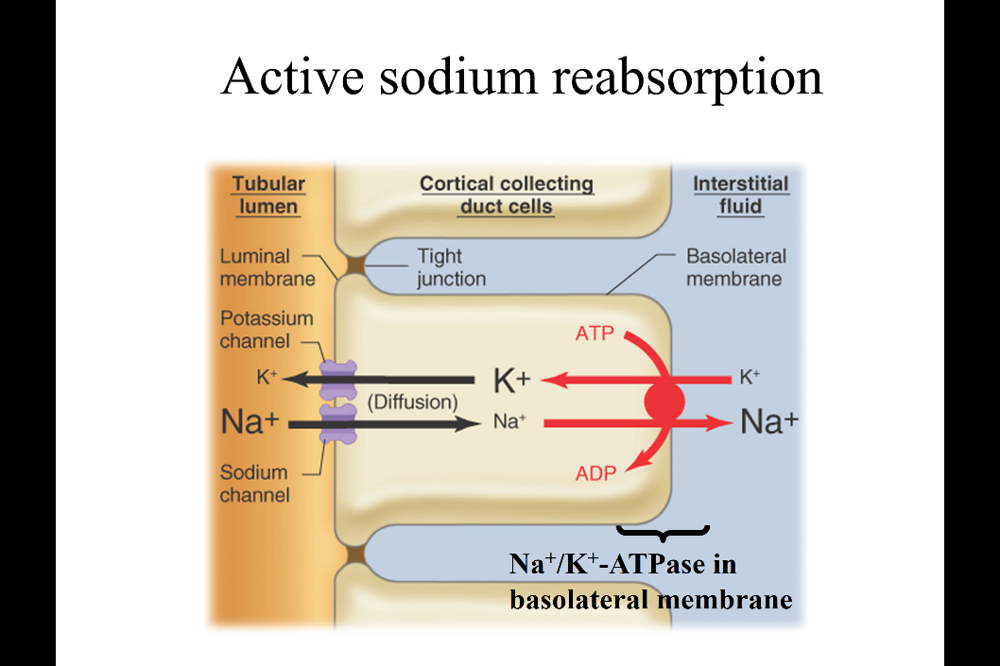 Active sodium reabsorption
Tubular
lumen
Cortical collecting
duct cells
Interstitial
fluid
Luminal
membrane
Tight
junction
Basolateral
membrane
Potassium
channel
ATP
K⁺
K+
K⁺
(Diffusion)
Na+
Na⁺
Na+
Sodium
channel
ADP
Na⁺/K⁺-ATPase in
basolateral membrane